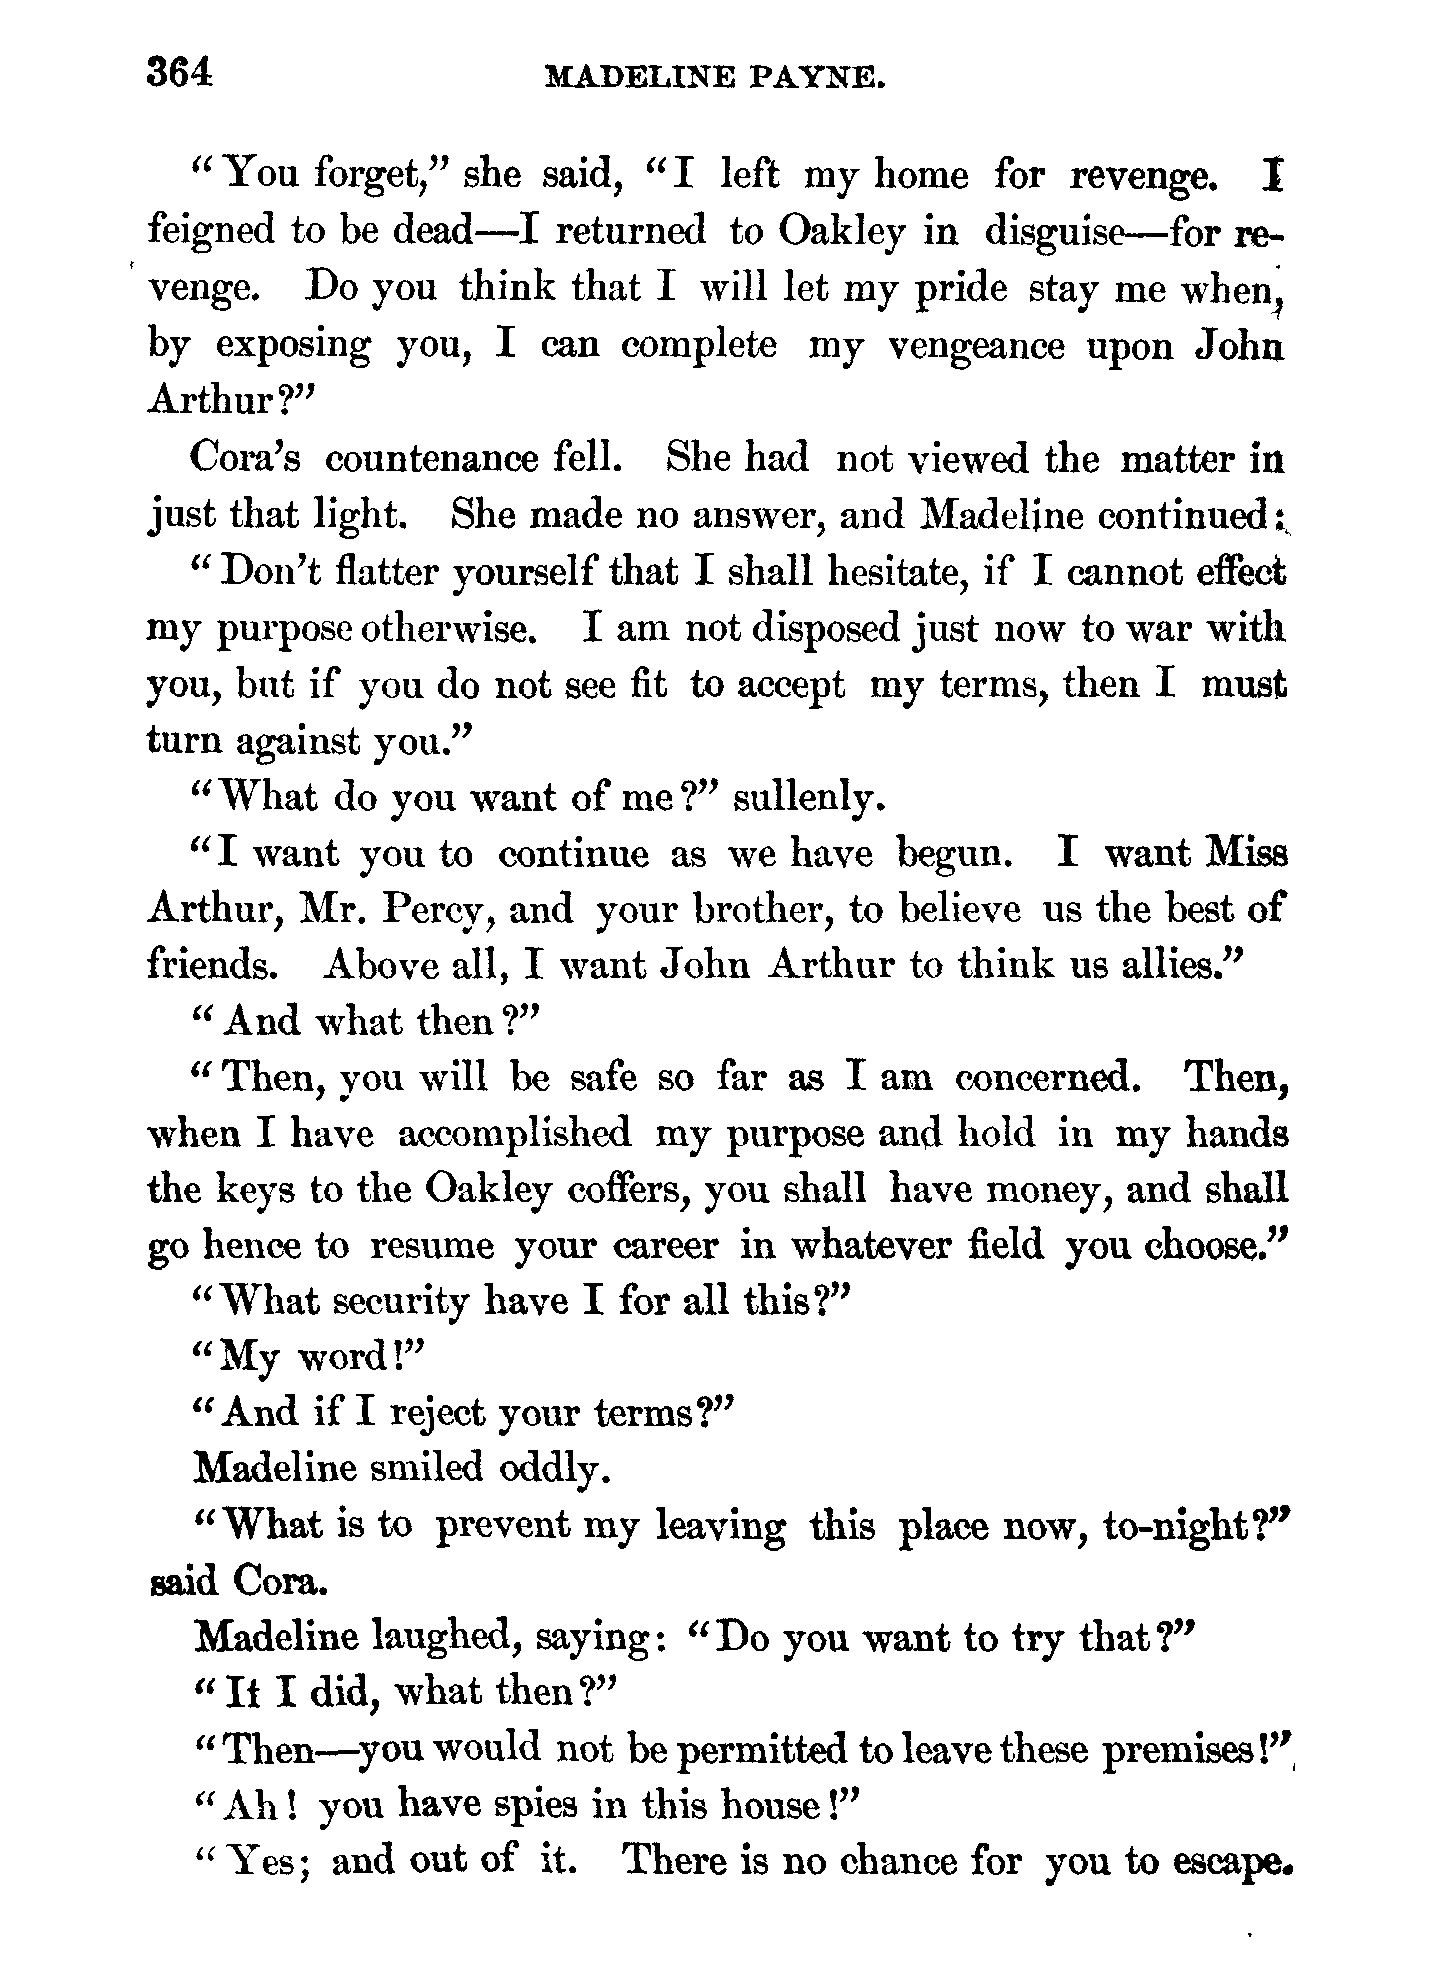 364 MADELINE PAYNE.
“You forget,” she said, “I left my home for revenge. I
feigned to be dead—I returned to Oakley in disguise—for re-
venge. Do you think that I will let my pride stay me when,
by exposing you, I can complete my vengeance upon John
Arthur?”
Cora’s countenance fell. She had not viewed the matter in
just that light. She made no answer, and Madeline continued:
“Don’t flatter yourself that I shall hesitate, if I cannot effect
my purpose otherwise. I am not disposed just now to war with
you, but if you do not see fit to accept my terms, then I must
turn against you.”
“What do you want of me?” sullenly.
“I want you to continue as we have begun. I want Miss
Arthur, Mr. Percy, and your brother, to believe us the best of
friends. Above all, I want John Arthur to think us allies.”
“And what then?”
“Then, you will be safe so far as I am concerned. Then,
when I have accomplished my purpose and hold in my hands
the keys to the Oakley coffers, you shall have money, and shall
go hence to resume your career in whatever field you choose.”
“What security have I for all this?”
“My word!”
“And if I reject your terms?”
Madeline smiled oddly.
“What is to prevent my leaving this place now, to-night?”
said Cora.
Madeline laughed, saying: “Do you want to try that?”
“If I did, what then?”
“Then—you would not be permitted to leave these premises!”
“Ah! you have spies in this house!”
“Yes; and out of it. There is no chance for you to escape.